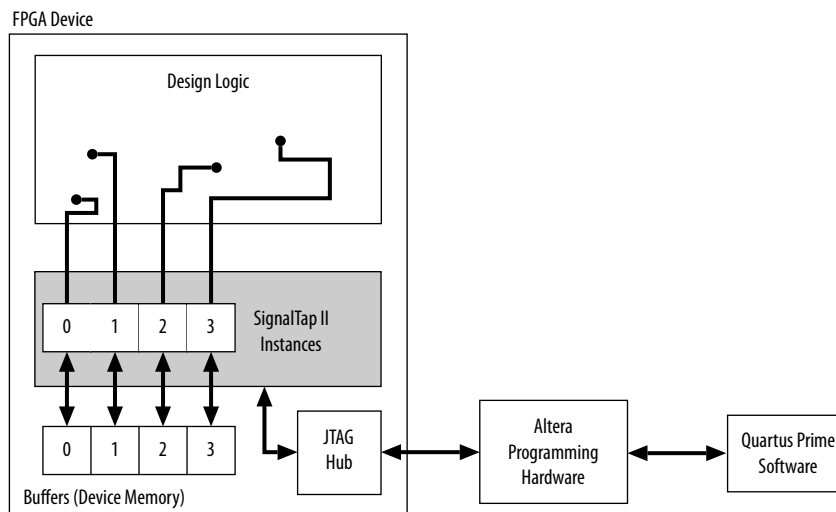 FPGA Device
Design Logic
0 1 2 3
SignalTap II
Instances
0 1 2 3
Buffers (Device Memory)
JTAG
Hub
Altera
Programming
Hardware
Quartus Prime
Software